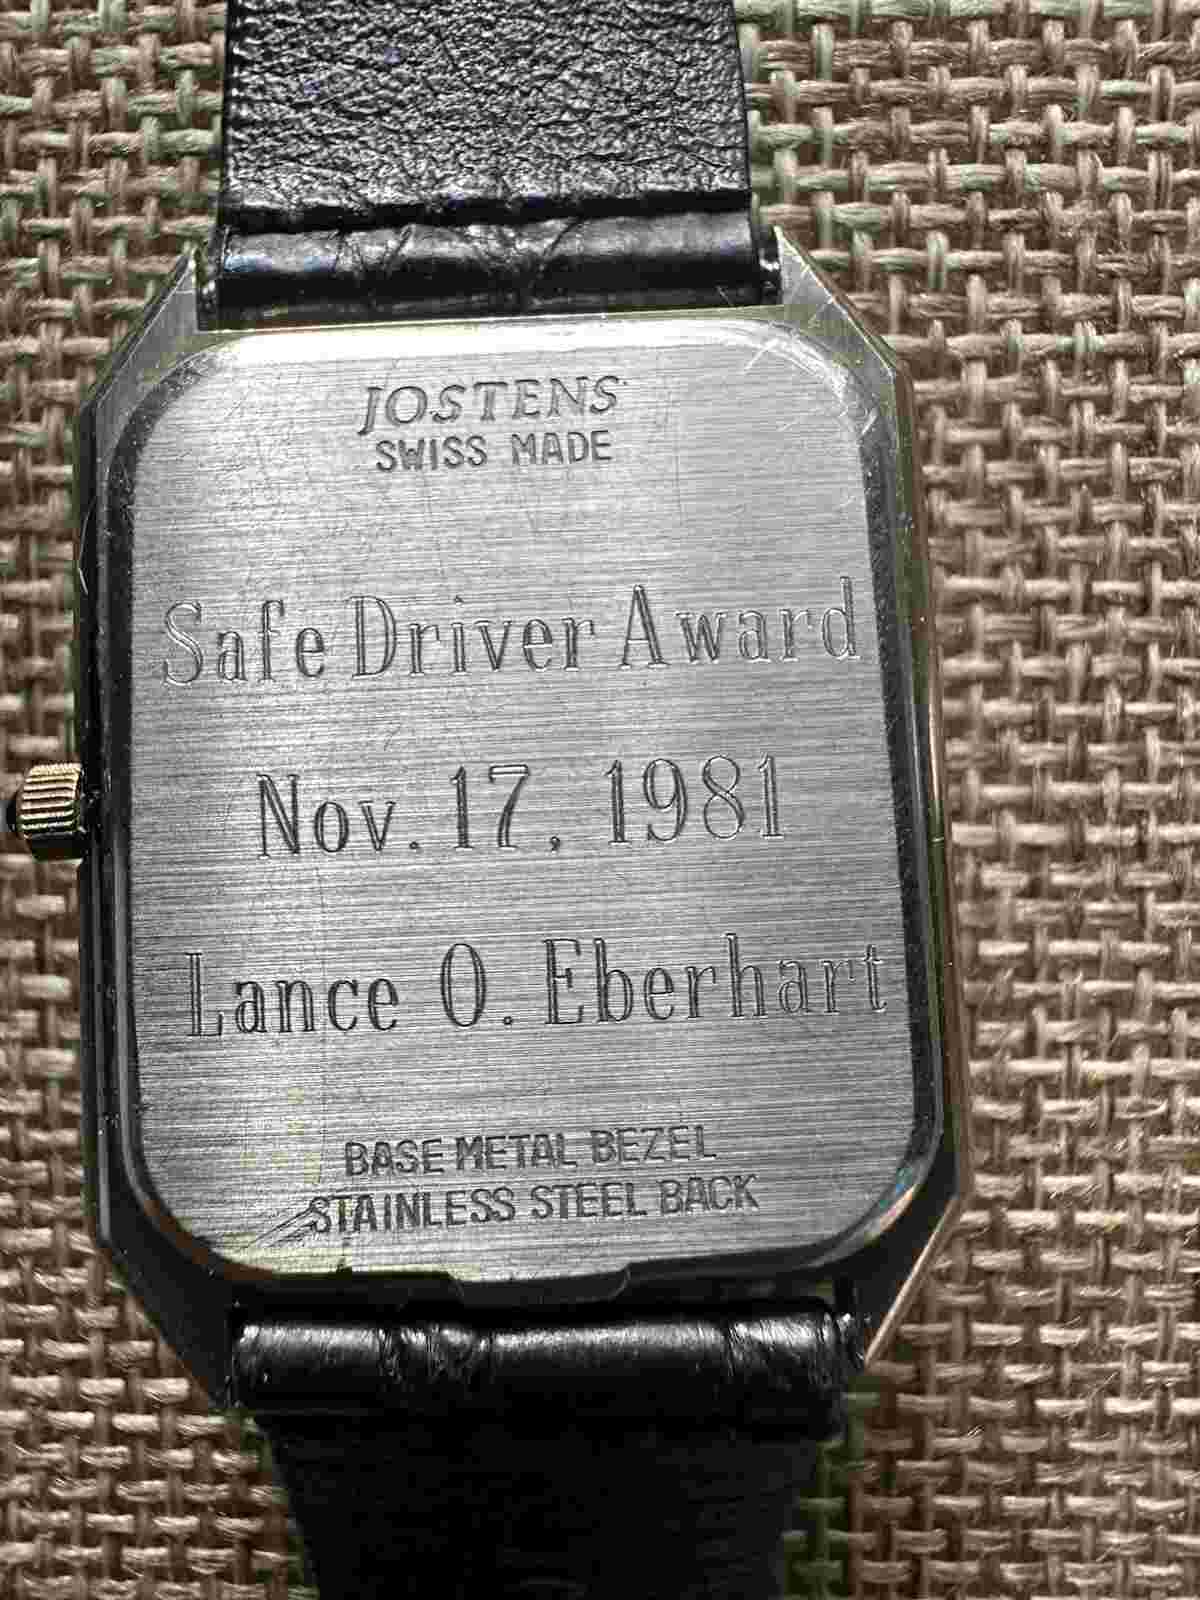 JOSTENS
SWISS MADE
Safe Driver Award
Nov. 17, 1981
Lance O. Eberhart
BASE METAL BEZEL
STAINLESS STEEL BACK